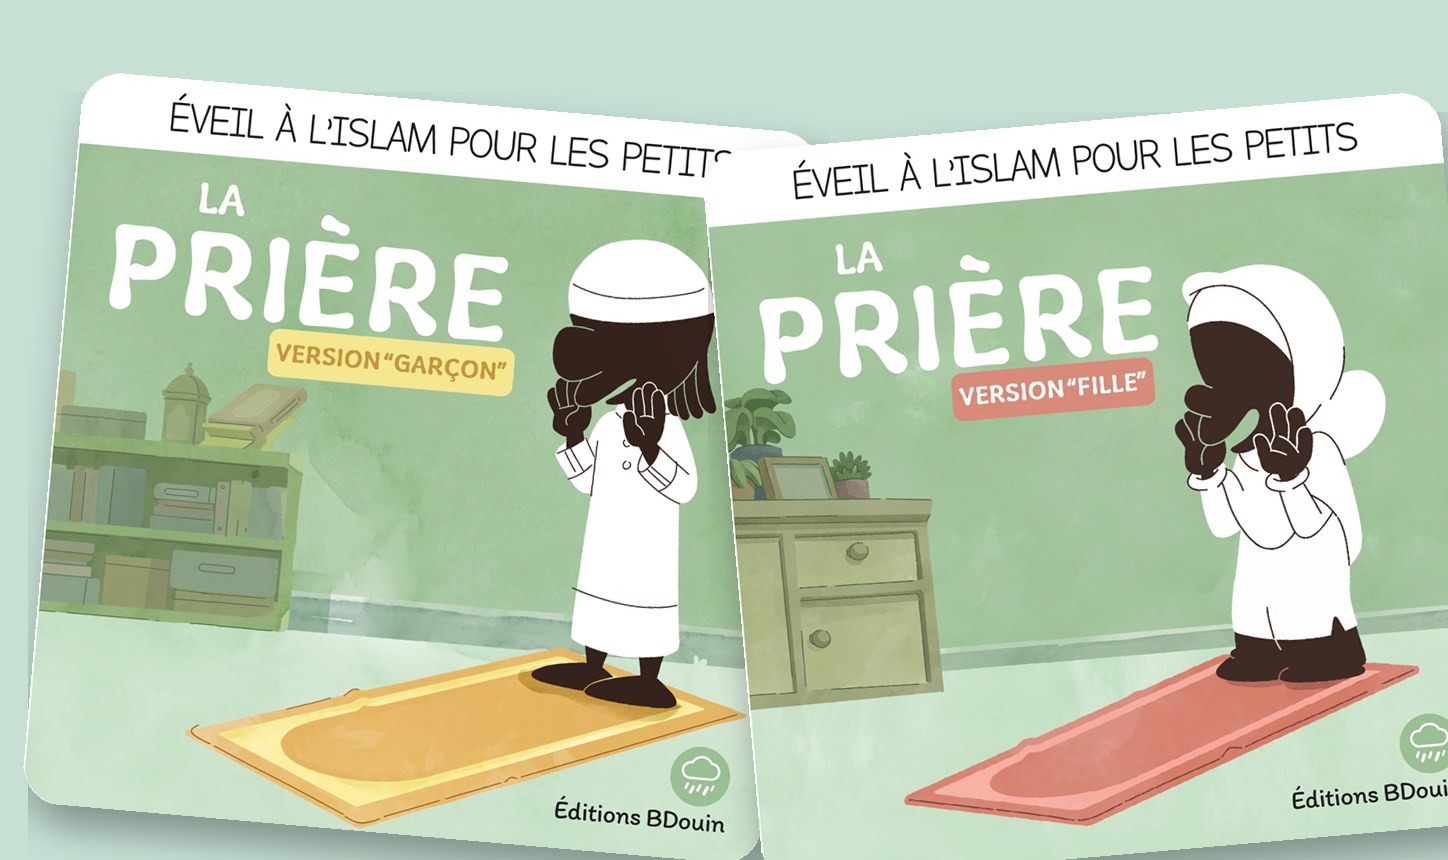 ÉVEIL À L'ISLAM POUR LES PETITS
LA
PRIÈRE
VERSION "GARÇON"
Éditions BDouin
ÉVEIL À L'ISLAM POUR LES PETITS
LA
PRIÈRE
VERSION "FILLE"
Éditions BDoui